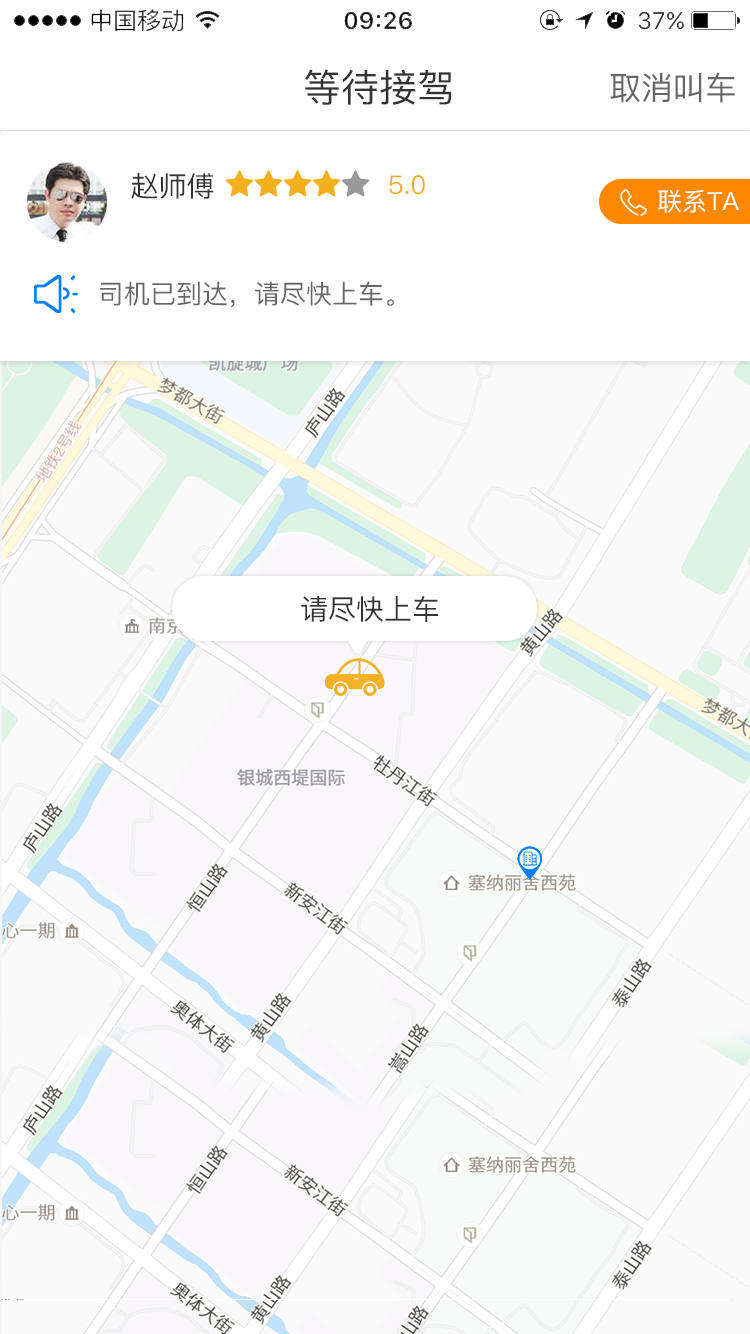 中国移动
09:26
37%
等待接驾
取消叫车
赵师傅
5.0
联系TA
司机已到达，请尽快上车。
凯旋城广场
梦都大街
庐山路
地铁2号线
请尽快上车
南京
黄山路
梦都大
牡丹江街
银城西堤国际
庐山路
恒山路
塞纳丽舍西苑
新安江街
心一期
泰山路
奥体大街
黄山路
嵩山路
庐山路
恒山路
塞纳丽舍西苑
新安江街
心一期
泰山路
奥体大街
黄山路
山路